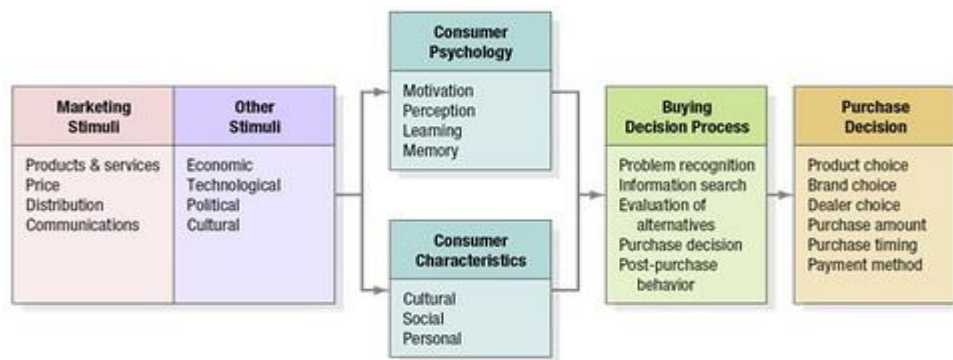 Marketing
Stimuli
Products & services
Price
Distribution
Communications
Other
Stimuli
Economic
Technological
Political
Cultural
Consumer
Psychology
Motivation
Perception
Learning
Memory
Consumer
Characteristics
Cultural
Social
Personal
Buying
Decision Process
Problem recognition
Information search
Evaluation of
alternatives
Purchase decision
Post-purchase
behavior
Purchase
Decision
Product choice
Brand choice
Dealer choice
Purchase amount
Purchase timing
Payment method